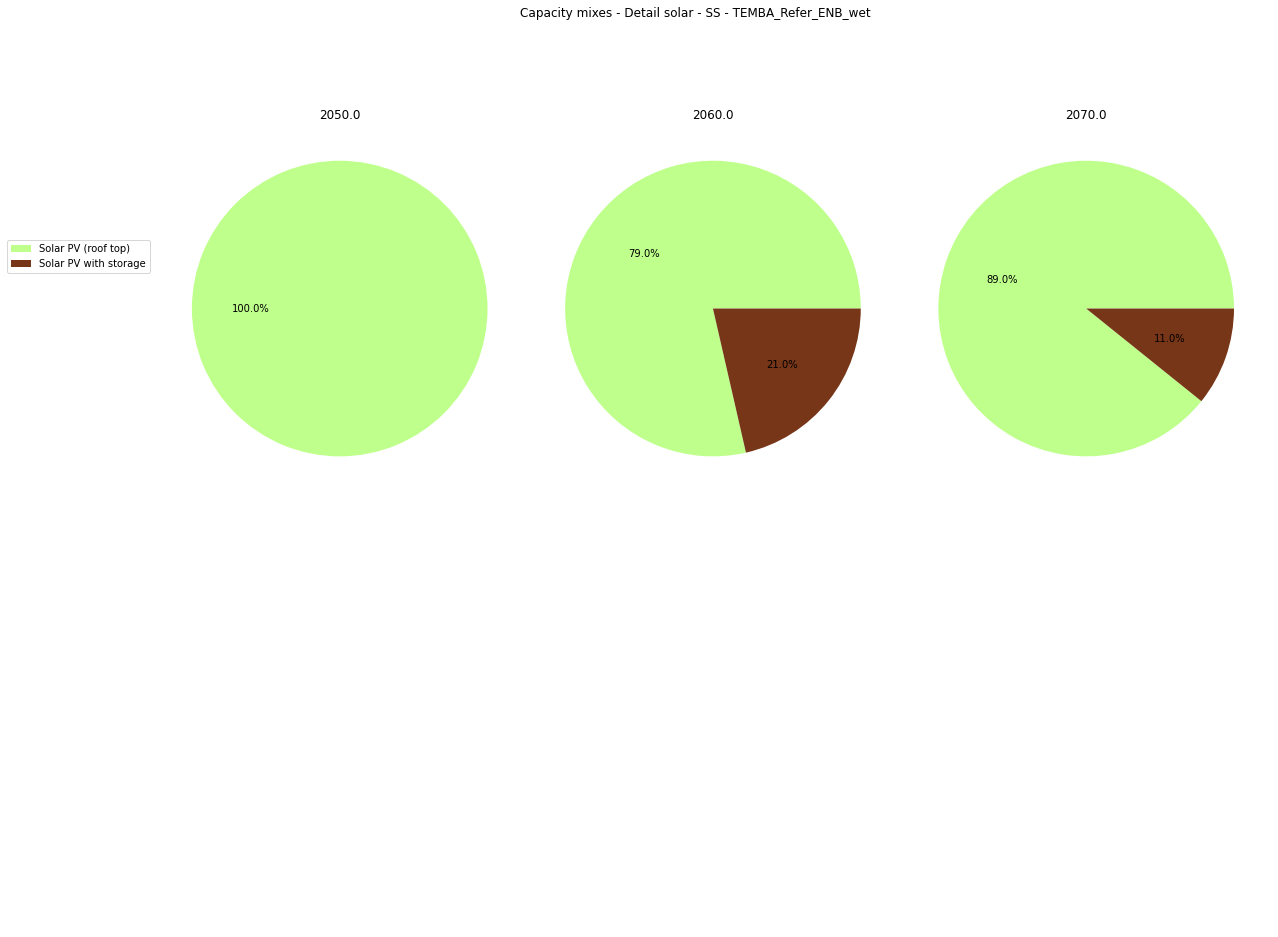 Capacity mixes - Detail solar - SS - TEMBA_Refer_ENB_wet
2050.0
2060.0
2070.0
Solar PV (roof top)
Solar PV with storage
100.0%
79.0%
21.0%
89.0%
11.0%